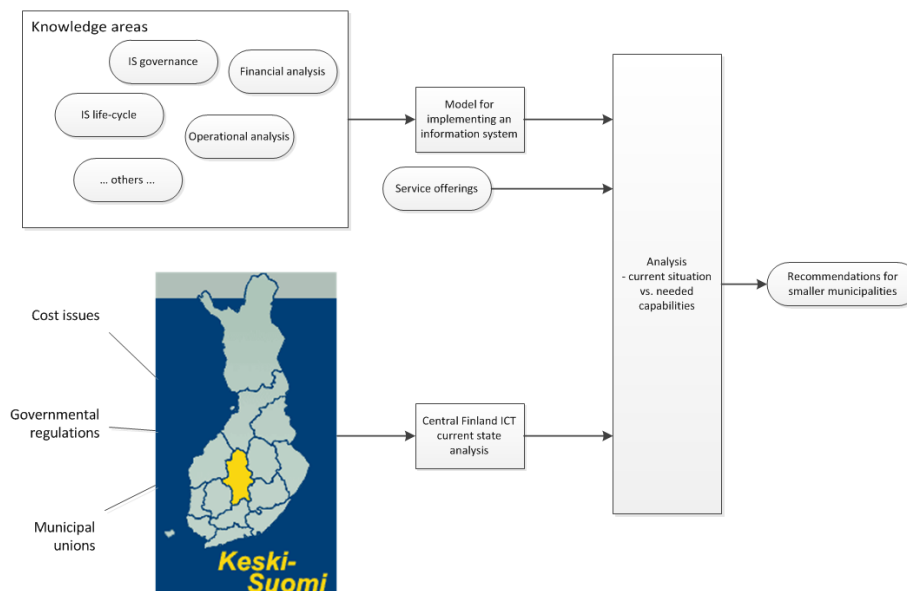 Knowledge areas
IS governance
Financial analysis
IS life-cycle
Operational analysis
... others ...
Model for
implementing an
information system
Service offerings
Analysis
- current situation
vs. needed
capabilities
Recommendations for
smaller municipalities
Cost issues
Governmental
regulations
Municipal
unions
Central Finland ICT
current state
analysis
Keski-
Suomi